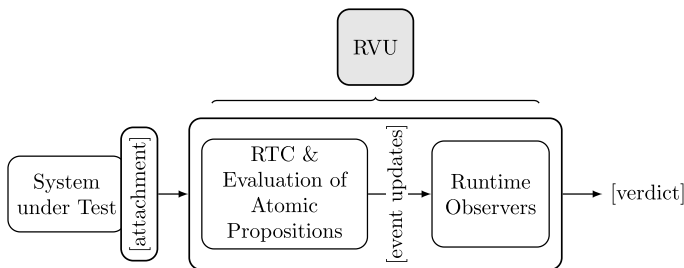 RVU
System
under Test
[attachment]
RTC &
Evaluation of
Atomic
Propositions
[event updates]
Runtime
Observers
[verdict]